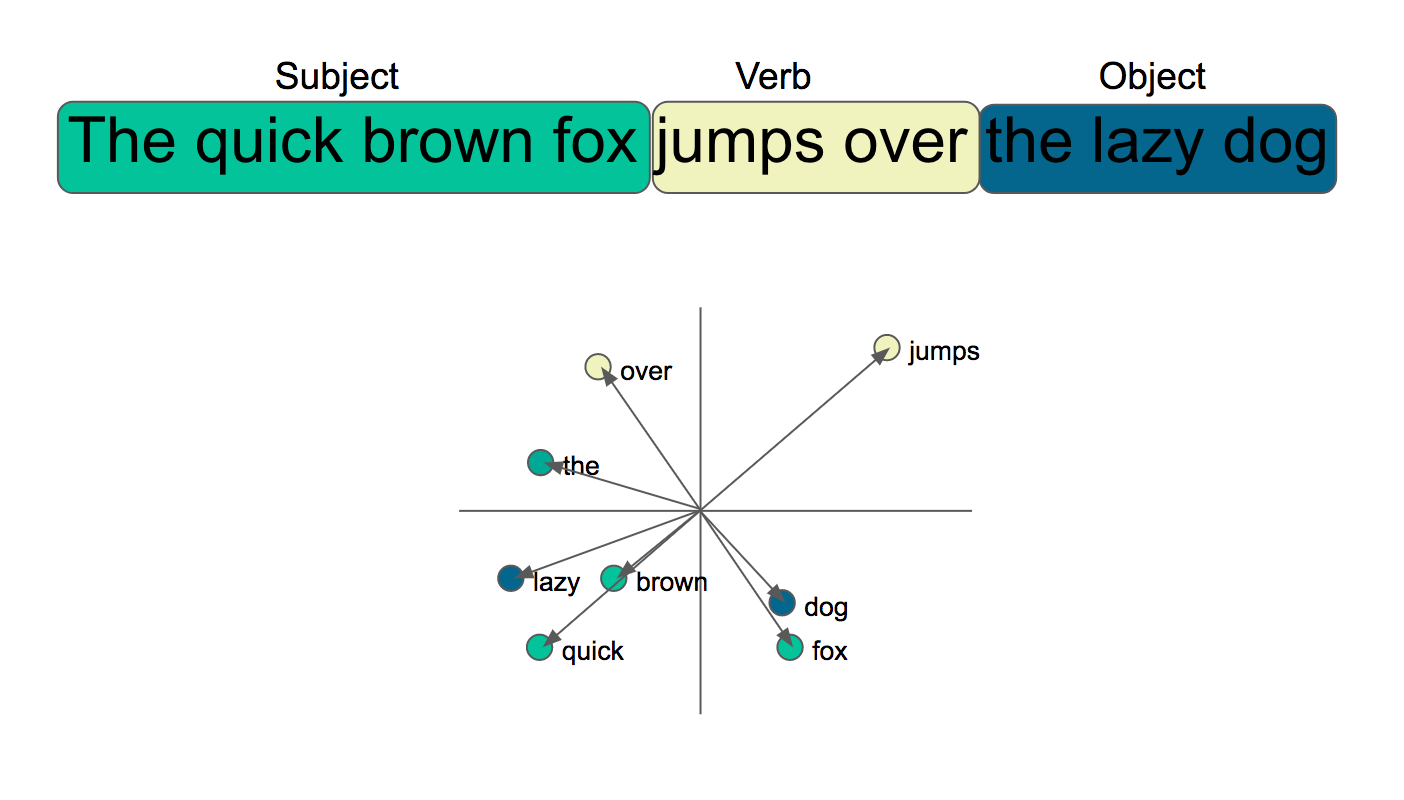 Subject Verb Object
The quick brown fox jumps over the lazy dog
jumps
over
the
lazy
brown
dog
quick
fox